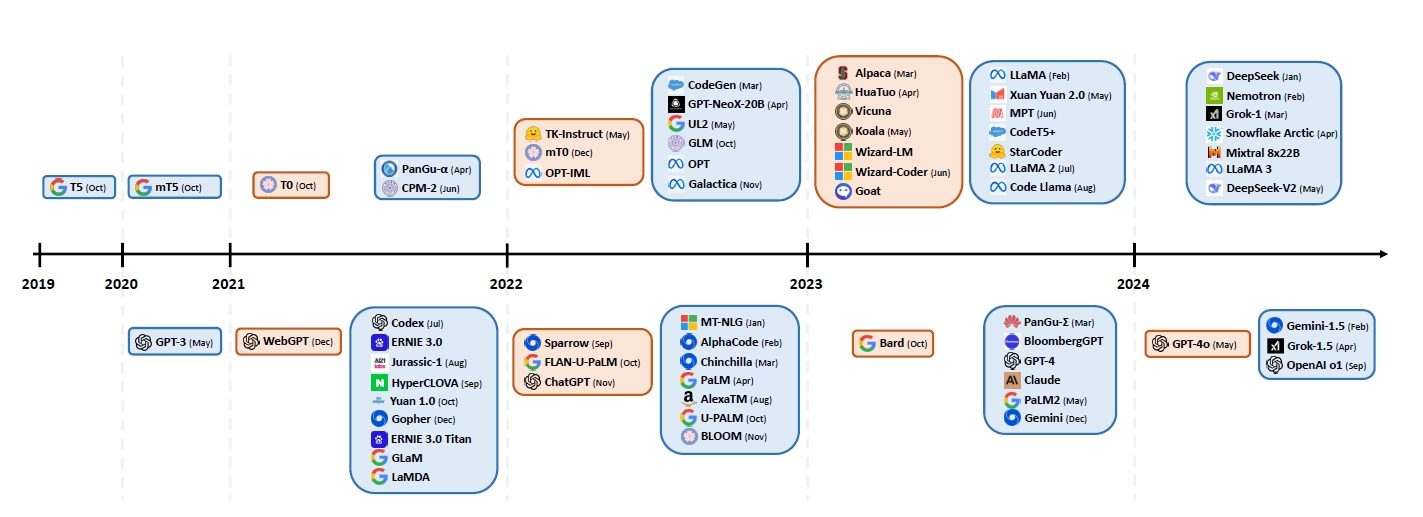 T5 (Oct)
mT5 (Oct)
T0 (Oct)
PanGu-α (Apr)
CPM-2 (Jun)
TK-Instruct (May)
mT0 (Dec)
OPT-IML
CodeGen (Mar)
GPT-NeoX-20B (Apr)
UL2 (May)
GLM (Oct)
OPT
Galactica (Nov)
Alpaca (Mar)
HuaTuo (Apr)
Vicuna
Koala (May)
Wizard-LM
Wizard-Coder (Jun)
Goat
LLaMA (Feb)
Xuan Yuan 2.0 (May)
MPT (Jun)
CodeT5+
StarCoder
LLaMA 2 (Jul)
Code Llama (Aug)
DeepSeek (Jan)
Nemotron (Feb)
Grok-1 (Mar)
Snowflake Arctic (Apr)
Mixtral 8x22B
LLaMA 3
DeepSeek-V2 (May)
2019
2020
2021
2022
2023
2024
GPT-3 (May)
WebGPT (Dec)
Codex (Jul)
ERNIE 3.0
AI21 labs
Jurassic-1 (Aug)
HyperCLOVA (Sep)
Yuan 1.0 (Oct)
Gopher (Dec)
ERNIE 3.0 Titan
GLaM
LaMDA
Sparrow (Sep)
FLAN-U-PaLM (Oct)
ChatGPT (Nov)
MT-NLG (Jan)
AlphaCode (Feb)
Chinchilla (Mar)
PaLM (Apr)
AlexaTM (Aug)
U-PALM (Oct)
BLOOM (Nov)
Bard (Oct)
PanGu-Σ (Mar)
BloombergGPT
GPT-4
Claude
PaLM2 (May)
Gemini (Dec)
GPT-4o (May)
Gemini-1.5 (Feb)
Grok-1.5 (Apr)
OpenAI o1 (Sep)